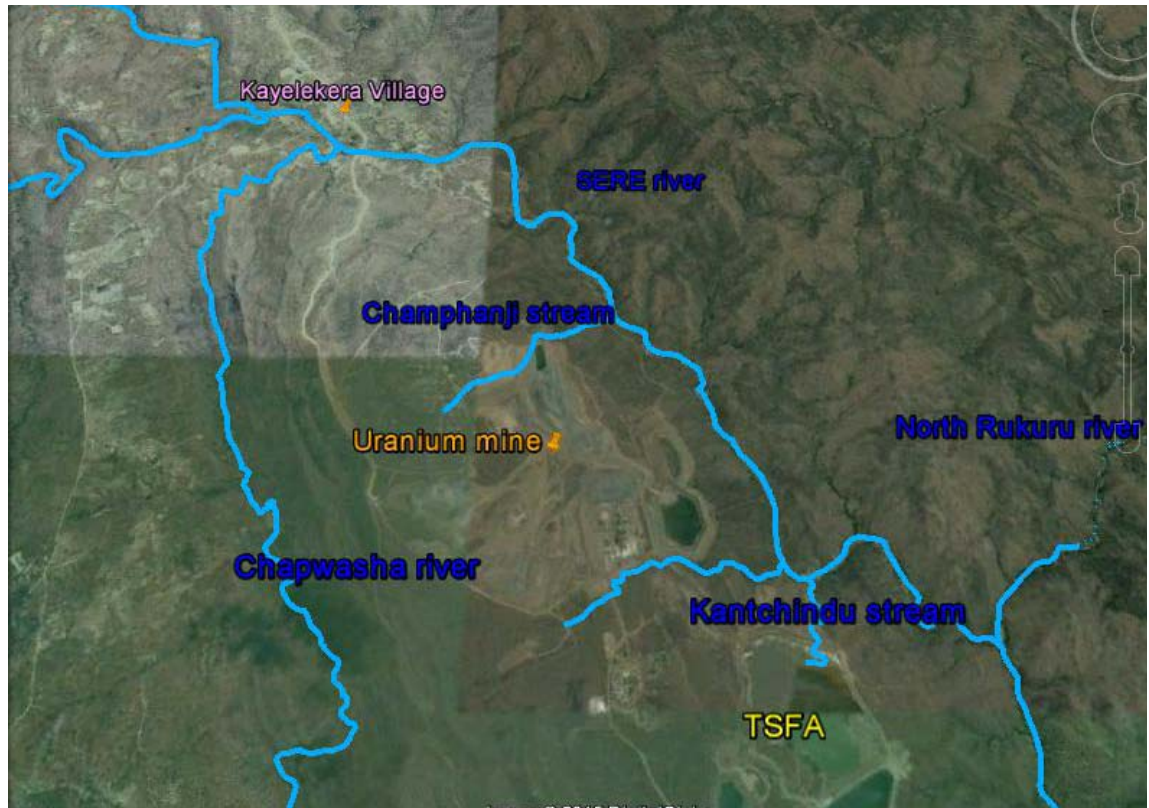 Kayelekera Village
SERE river
Champhanji stream
North Rukuru river
Uranium mine
Chapwasha river
Kantchindu stream
TSFA